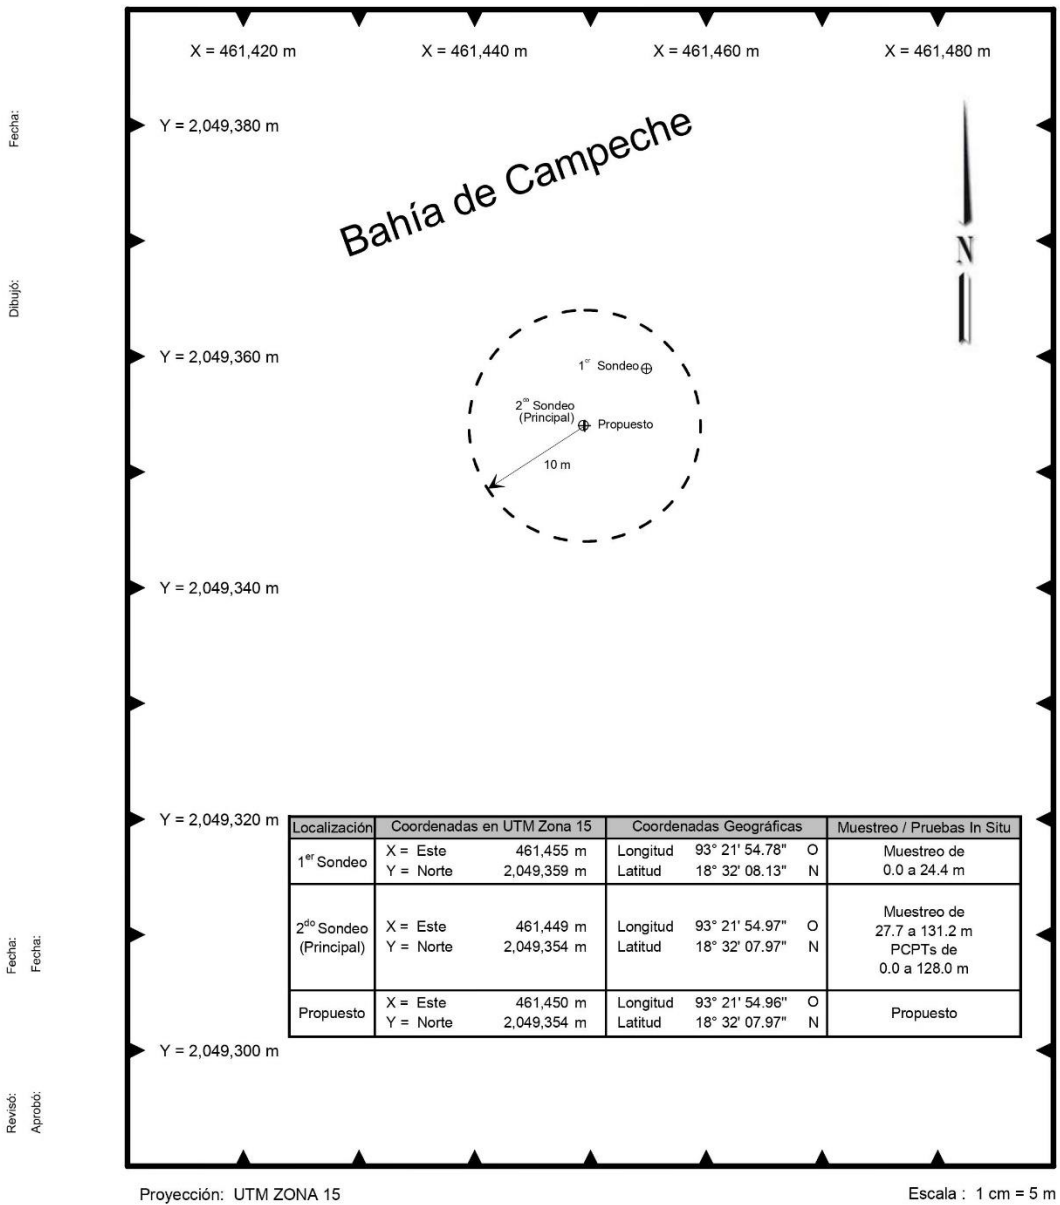 X = 461,420 m
X = 461,440 m
X = 461,460 m
X = 461,480 m
Fecha:
Y = 2,049,380 m
Bahía de Campeche
N
Dibujó:
Y = 2,049,360 m
1er Sondeo
2do Sondeo
(Principal)
Propuesto
10 m
Y = 2,049,340 m
Y = 2,049,320 m
Localización Coordenadas en UTM Zona 15 Coordenadas Geográficas Muestreo / Pruebas In Situ
1er Sondeo
X = Este 461,455 m Longitud 93° 21' 54.78" O
Y = Norte 2,049,359 m Latitud 18° 32' 08.13" N
Muestreo de
0.0 a 24.4 m
2do Sondeo
(Principal)
X = Este 461,449 m Longitud 93° 21' 54.97" O
Y = Norte 2,049,354 m Latitud 18° 32' 07.97" N
Muestreo de
27.7 a 131.2 m
PCPTs de
0.0 a 128.0 m
Propuesto
X = Este 461,450 m Longitud 93° 21' 54.96" O
Y = Norte 2,049,354 m Latitud 18° 32' 07.97" N
Propuesto
Fecha:
Fecha:
Y = 2,049,300 m
Revisó:
Aprobó:
Proyección: UTM ZONA 15
Escala : 1 cm = 5 m